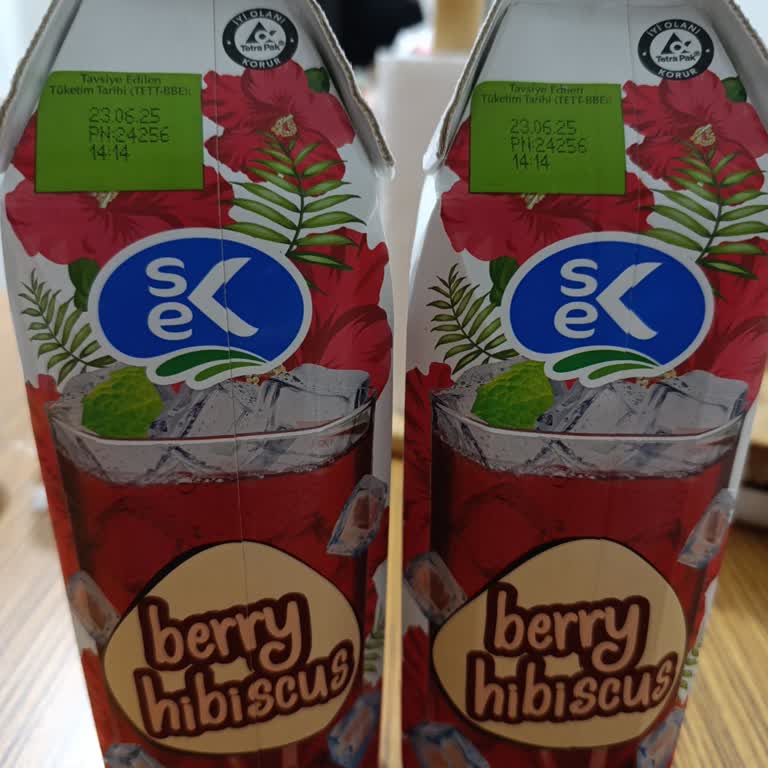 İYİ OLANI
Tetra Pak®
KORUR
Tavsiye Edilen
Tüketim Tarihi (TETT-BBE):
23.06.25
PN:24256
14:14
seK
berry
hibiscus
İYİ OLANI
Tetra Pak®
KORUR
Tavsiye Edilen
Tüketim Tarihi (TETT-BBE):
23.06.25
PN:24256
14:14
seK
berry
hibiscus